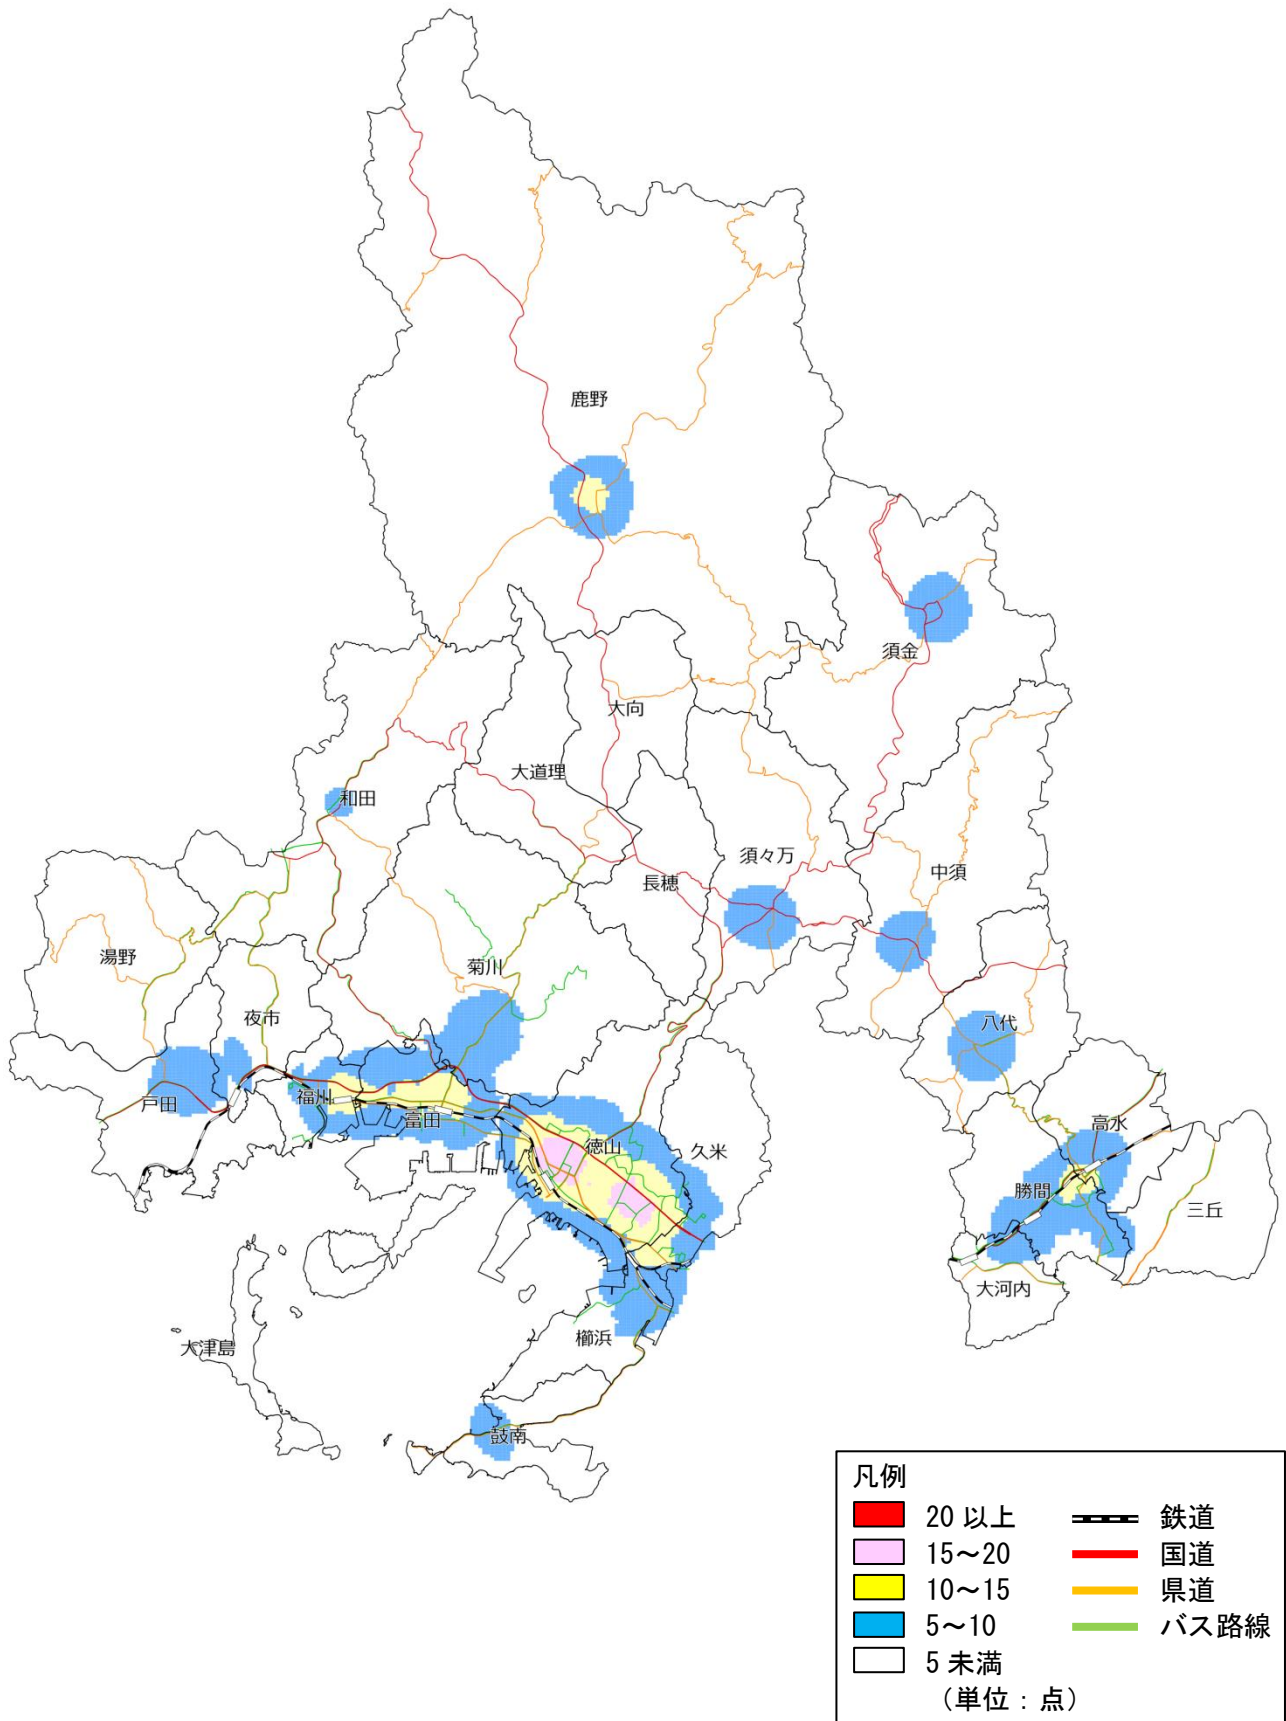 鹿野
須金
大向
大道理
和田
須々万
中須
長穂
湯野
菊川
夜市
八代
戸田
福川
富田
徳山
久米
高水
勝間
三丘
大河内
櫛浜
大津島
鼓南
凡例
20 以上
鉄道
15～20
国道
10～15
県道
5～10
バス路線
5 未満
（単位：点）